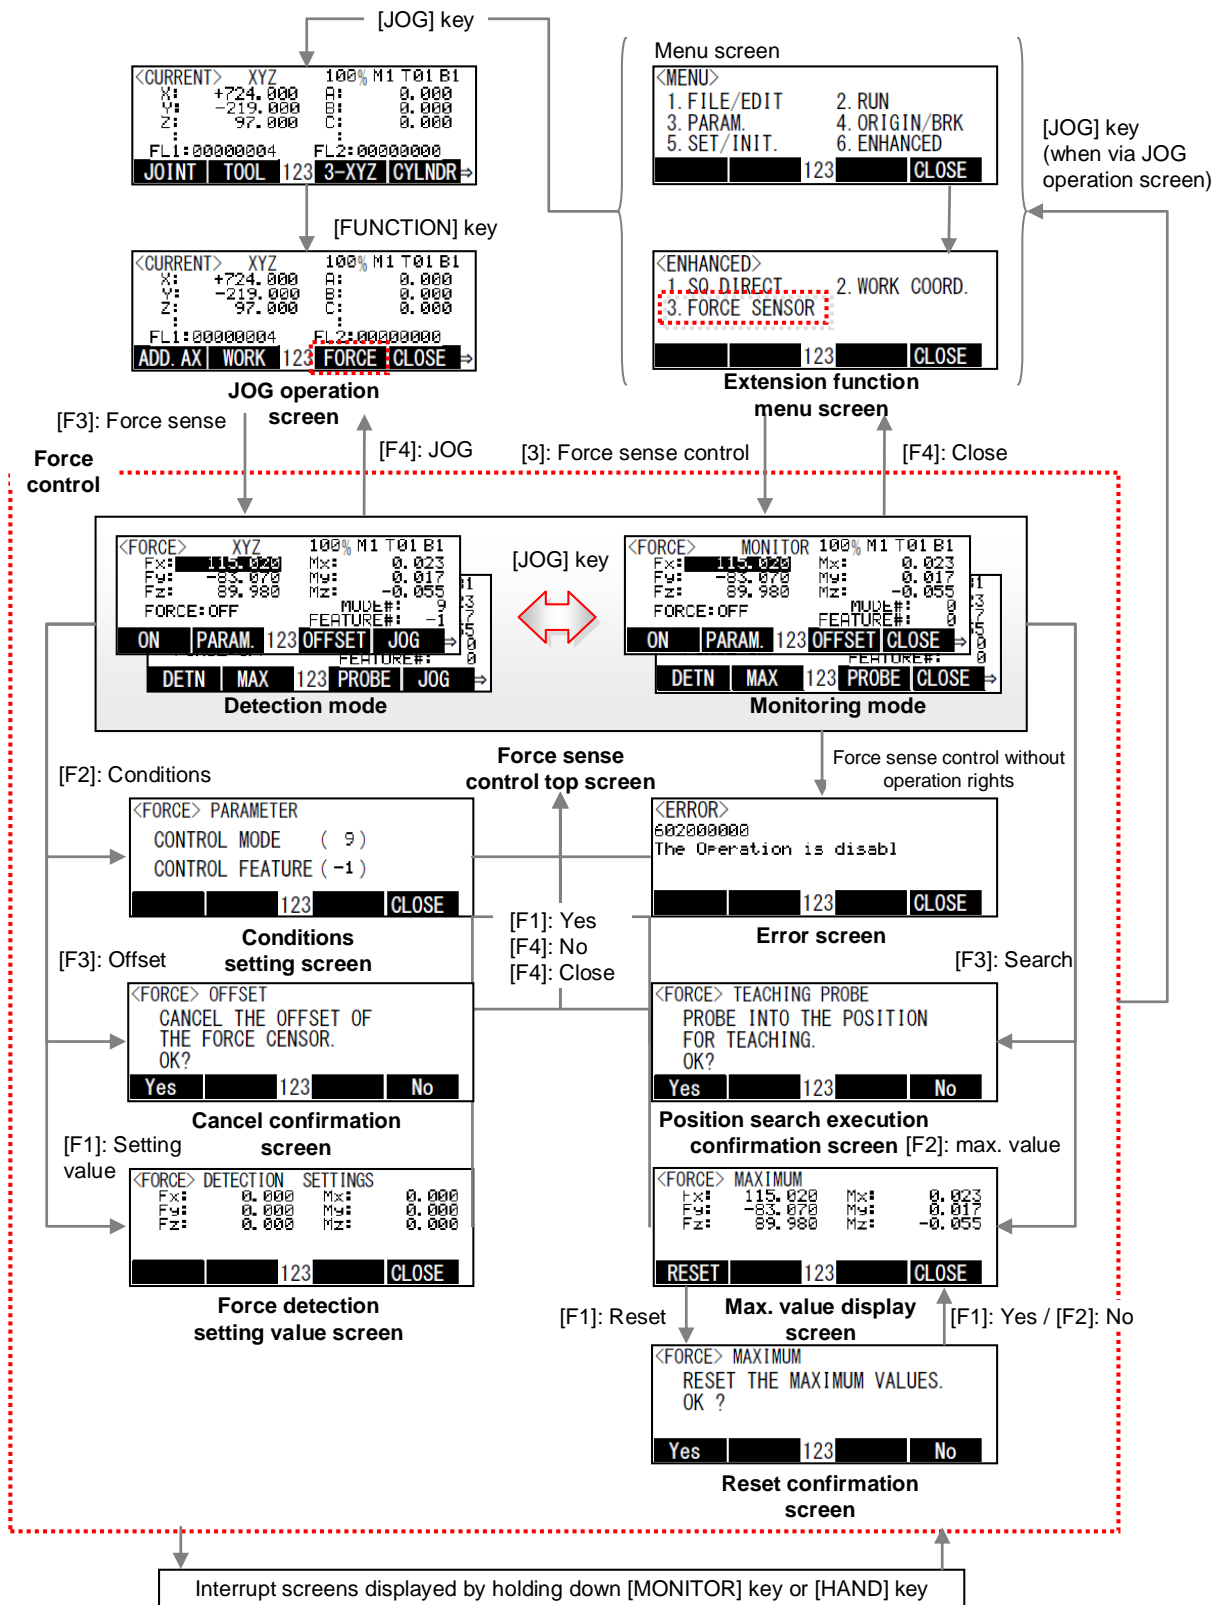 [JOG] key
<CURRENT> XYZ 100% M1 T01 B1
X: +724.000 A: 0.000
Y: -219.000 B: 0.000
Z: 97.000 C: 0.000
: :
FL1:00000004 FL2:00000000
JOINT TOOL 123 3-XYZ CYLNDR ⇒
Menu screen
<MENU>
1. FILE/EDIT 2. RUN
3. PARAM. 4. ORIGIN/BRK
5. SET/INIT. 6. ENHANCED
123 CLOSE
[JOG] key
(when via JOG
operation screen)
[FUNCTION] key
<CURRENT> XYZ 100% M1 T01 B1
X: +724.000 A: 0.000
Y: -219.000 B: 0.000
Z: 97.000 C: 0.000
: :
FL1:00000004 FL2:00000000
ADD. AX WORK 123 FORCE CLOSE ⇒
JOG operation
screen
<ENHANCED>
1. SQ DIRECT 2. WORK COORD.
3. FORCE SENSOR
123 CLOSE
Extension function
menu screen
[F3]: Force sense
[F4]: JOG
[3]: Force sense control
[F4]: Close
Force
control
<FORCE> XYZ 100% M1 T01 B1
Fx: 115.020 Mx: 0.023
Fy: -83.070 My: 0.017
Fz: 89.980 Mz: -0.055
MODE#: 9
FORCE:OFF FEATURE#: -1
ON PARAM. 123 OFFSET JOG ⇒
FEATURE#: 0
DETN MAX 123 PROBE JOG ⇒
Detection mode
[JOG] key
<FORCE> MONITOR 100% M1 T01 B1
Fx: 115.020 Mx: 0.023
Fy: -83.070 My: 0.017
Fz: 89.980 Mz: -0.055
MODE#: 0
FORCE:OFF FEATURE#: 0
ON PARAM. 123 OFFSET CLOSE ⇒
FEATURE#: 0
DETN MAX 123 PROBE CLOSE ⇒
Monitoring mode
Force sense
control top screen
Force sense control without
operation rights
[F2]: Conditions
<FORCE> PARAMETER
CONTROL MODE ( 9)
CONTROL FEATURE (-1)
123 CLOSE
Conditions
setting screen
<ERROR>
602000000
The Operation is disabl
123 CLOSE
Error screen
[F1]: Yes
[F4]: No
[F4]: Close
[F3]: Offset
<FORCE> OFFSET
CANCEL THE OFFSET OF
THE FORCE CENSOR.
OK?
Yes 123 No
Cancel confirmation
screen
[F3]: Search
<FORCE> TEACHING PROBE
PROBE INTO THE POSITION
FOR TEACHING.
OK?
Yes 123 No
Position search execution
confirmation screen
[F1]: Setting
value
<FORCE> DETECTION SETTINGS
Fx: 0.000 Mx: 0.000
Fy: 0.000 My: 0.000
Fz: 0.000 Mz: 0.000
123 CLOSE
Force detection
setting value screen
[F2]: max. value
<FORCE> MAXIMUM
Fx: 115.020 Mx: 0.023
Fy: -83.070 My: 0.017
Fz: 89.980 Mz: -0.055
RESET 123 CLOSE
Max. value display
screen
[F1]: Reset
[F1]: Yes / [F2]: No
<FORCE> MAXIMUM
RESET THE MAXIMUM VALUES.
OK ?
Yes 123 No
Reset confirmation
screen
Interrupt screens displayed by holding down [MONITOR] key or [HAND] key